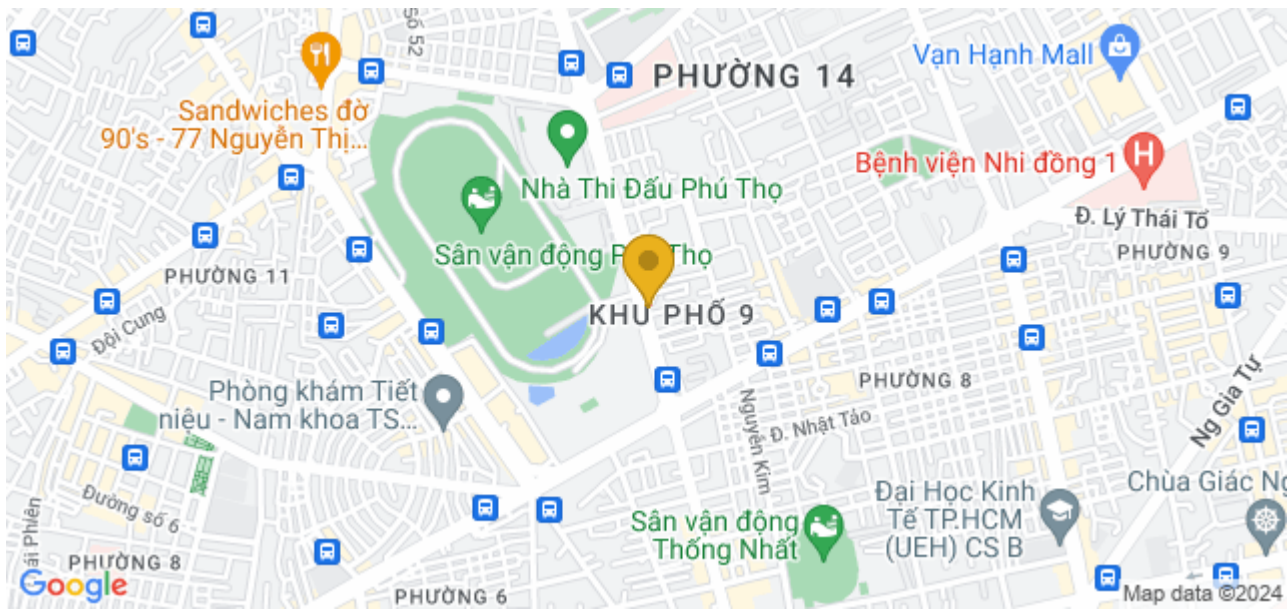 Số 52
Vạn Hạnh Mall
PHƯỜNG 14
Sandwiches đờ
90's - 77 Nguyễn Thị...
Bệnh viện Nhi đồng 1
Nhà Thi Đấu Phú Thọ
Đ. Lý Thái Tổ
PHƯỜNG 9
Sân vận động P
Thọ
PHƯỜNG 11
KHU PHỐ 9
Đội Cung
Phòng khám Tiết
niệu - Nam khoa TS...
PHƯỜNG 8
Nguyễn Kim
Đ. Nhật Tảo
Ng Gia Tự
Đường số 6
Đại Học Kinh
Tế TP.HCM
(UEH) CS B
Chùa Giác Ng
Sân vận động
Thống Nhất
ái Phiên
PHƯỜNG 8
Google
PHƯỜNG 6
Map data ©2024